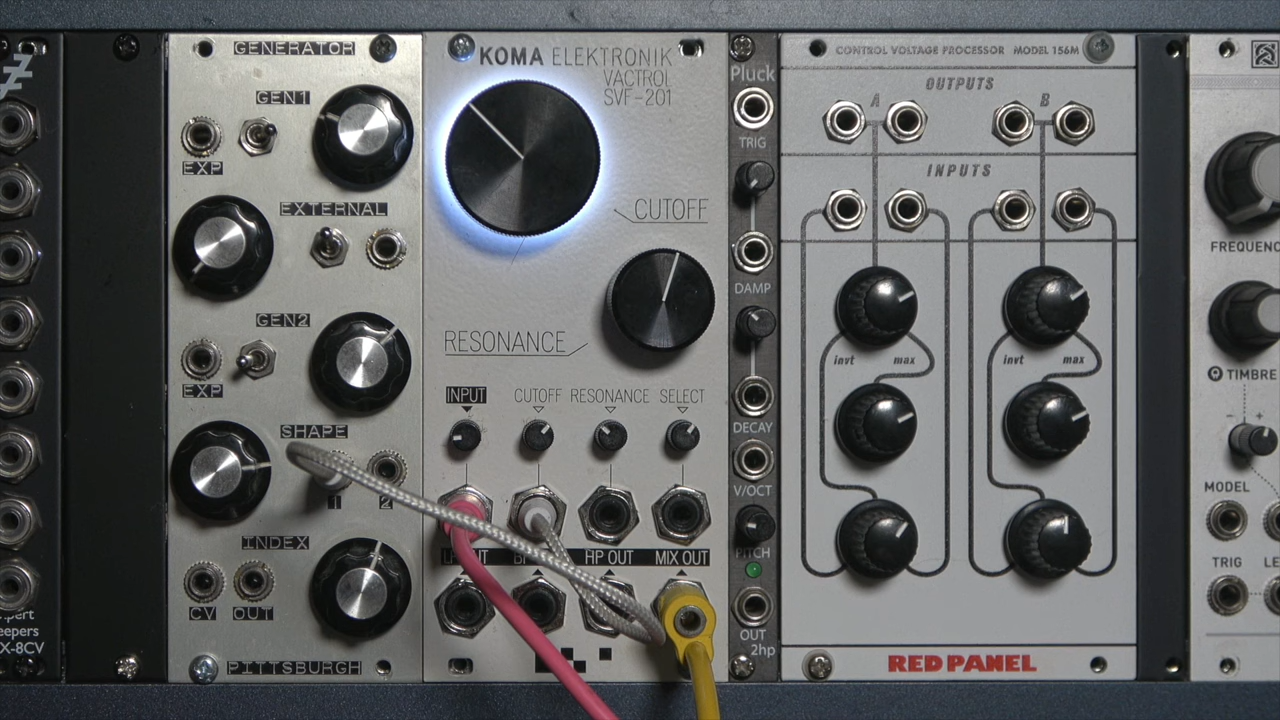 GENERATOR
GEN1
EXP
EXTERNAL
GEN2
EXP
SHAPE
1
2
INDEX
CV OUT
PITTSBURGH
KOMA ELEKTRONIK
VACTROL
SVF-201
CUTOFF
RESONANCE
INPUT CUTOFF RESONANCE SELECT
HP OUT MIX OUT
Pluck
TRIG
DAMP
DECAY
V/OCT
PITCH
OUT
2hp
CONTROL VOLTAGE PROCESSOR MODEL 156M
OUTPUTS
A B
INPUTS
invt max invt max
RED PANEL
TIMBRE
- +
MODEL
TRIG
X-8CV